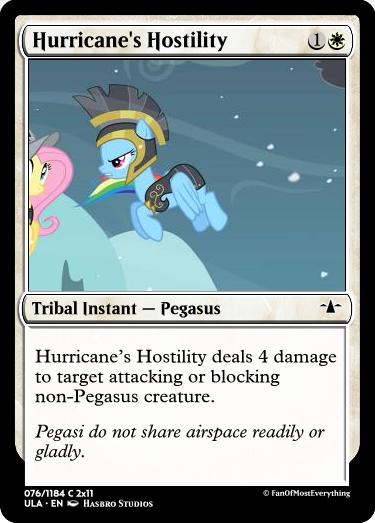 Hurricane's Hostility 1
Tribal Instant — Pegasus
Hurricane's Hostility deals 4 damage
to target attacking or blocking
non-Pegasus creature.
Pegasi do not share airspace readily or
gladly.
076/1184 C 2x11
ULA • EN Hasbro Studios
© FanOfMostEverything